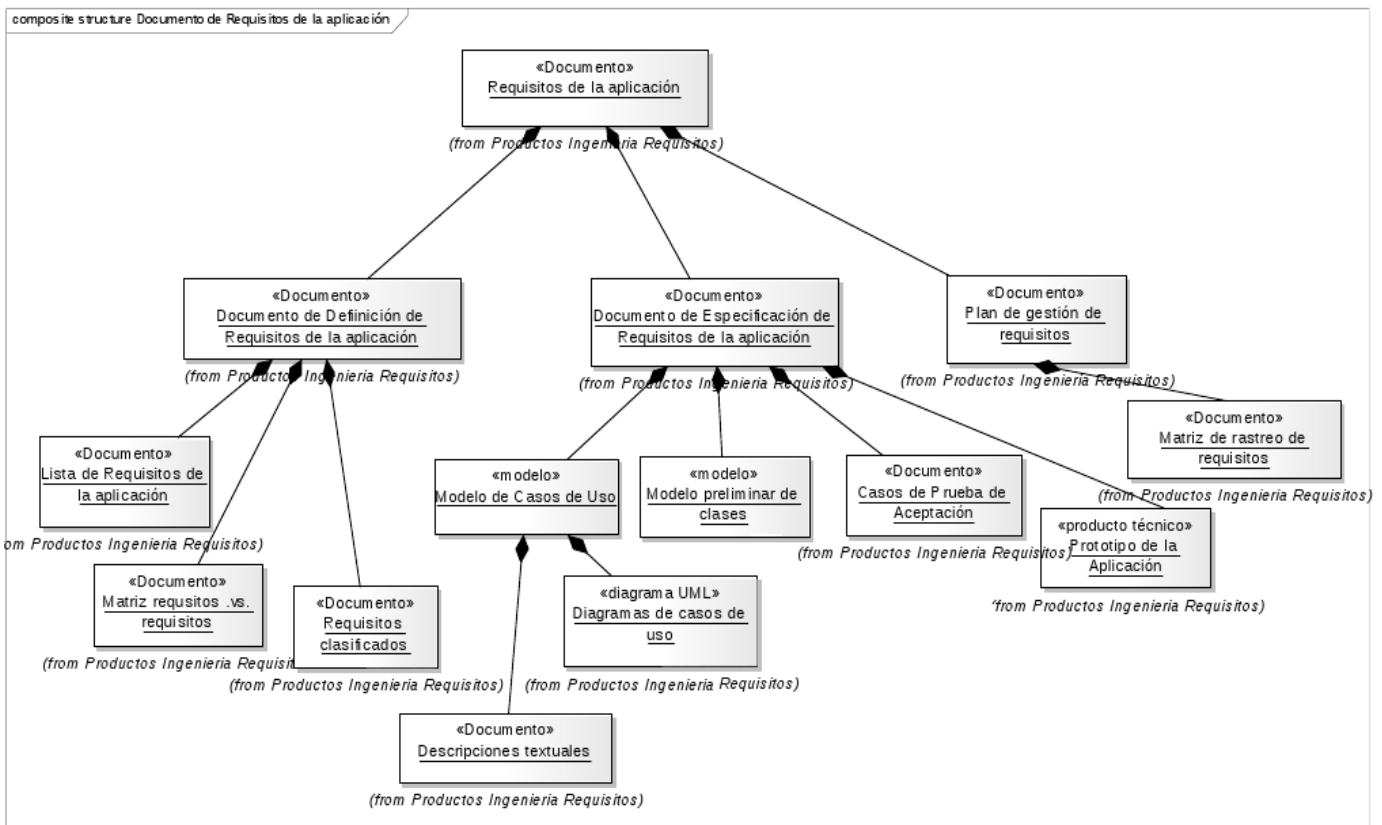 composite structure Documento de Requisitos de la aplicación
«Documento»
Requisitos de la aplicación
(from Productos Ingenieria Requisitos)
«Documento»
Documento de Defiinición de
Requisitos de la aplicación
(from Productos Ingenieria Requisitos)
«Documento»
Documento de Especificación de
Requisitos de la aplicación
(from Productos Ingenieria Requisitos)
«Documento»
Plan de gestión de
requisitos
(from Productos Ingenieria Requisitos)
«Documento»
Lista de Requisitos de
la aplicación
om Productos Ingenieria Requisitos)
«Documento»
Matriz requsitos .vs.
requisitos
(from Productos Ingenieria Requisi
«Documento»
Requisitos
clasificados
(from Productos Ingenieria Requisitos)
«modelo»
Modelo de Casos de Uso
«modelo»
Modelo preliminar de
clases
«Documento»
Casos de Prueba de
Aceptación
(from Productos Ingenieria Requisitos)
«Documento»
Matriz de rastreo de
requisitos
(from Productos Ingenieria Requisitos)
«producto técnico»
Prototipo de la
Aplicación
(from Productos Ingenieria Requisitos)
«diagrama UML»
Diagramas de casos de
uso
(from Productos Ingenieria Requisitos)
«Documento»
Descripciones textuales
(from Productos Ingenieria Requisitos)